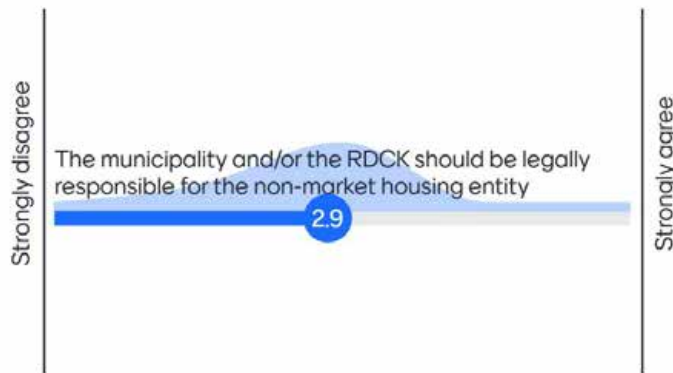 Strongly disagree
The municipality and/or the RDCK should be legally
responsible for the non-market housing entity
2.9
Strongly agree